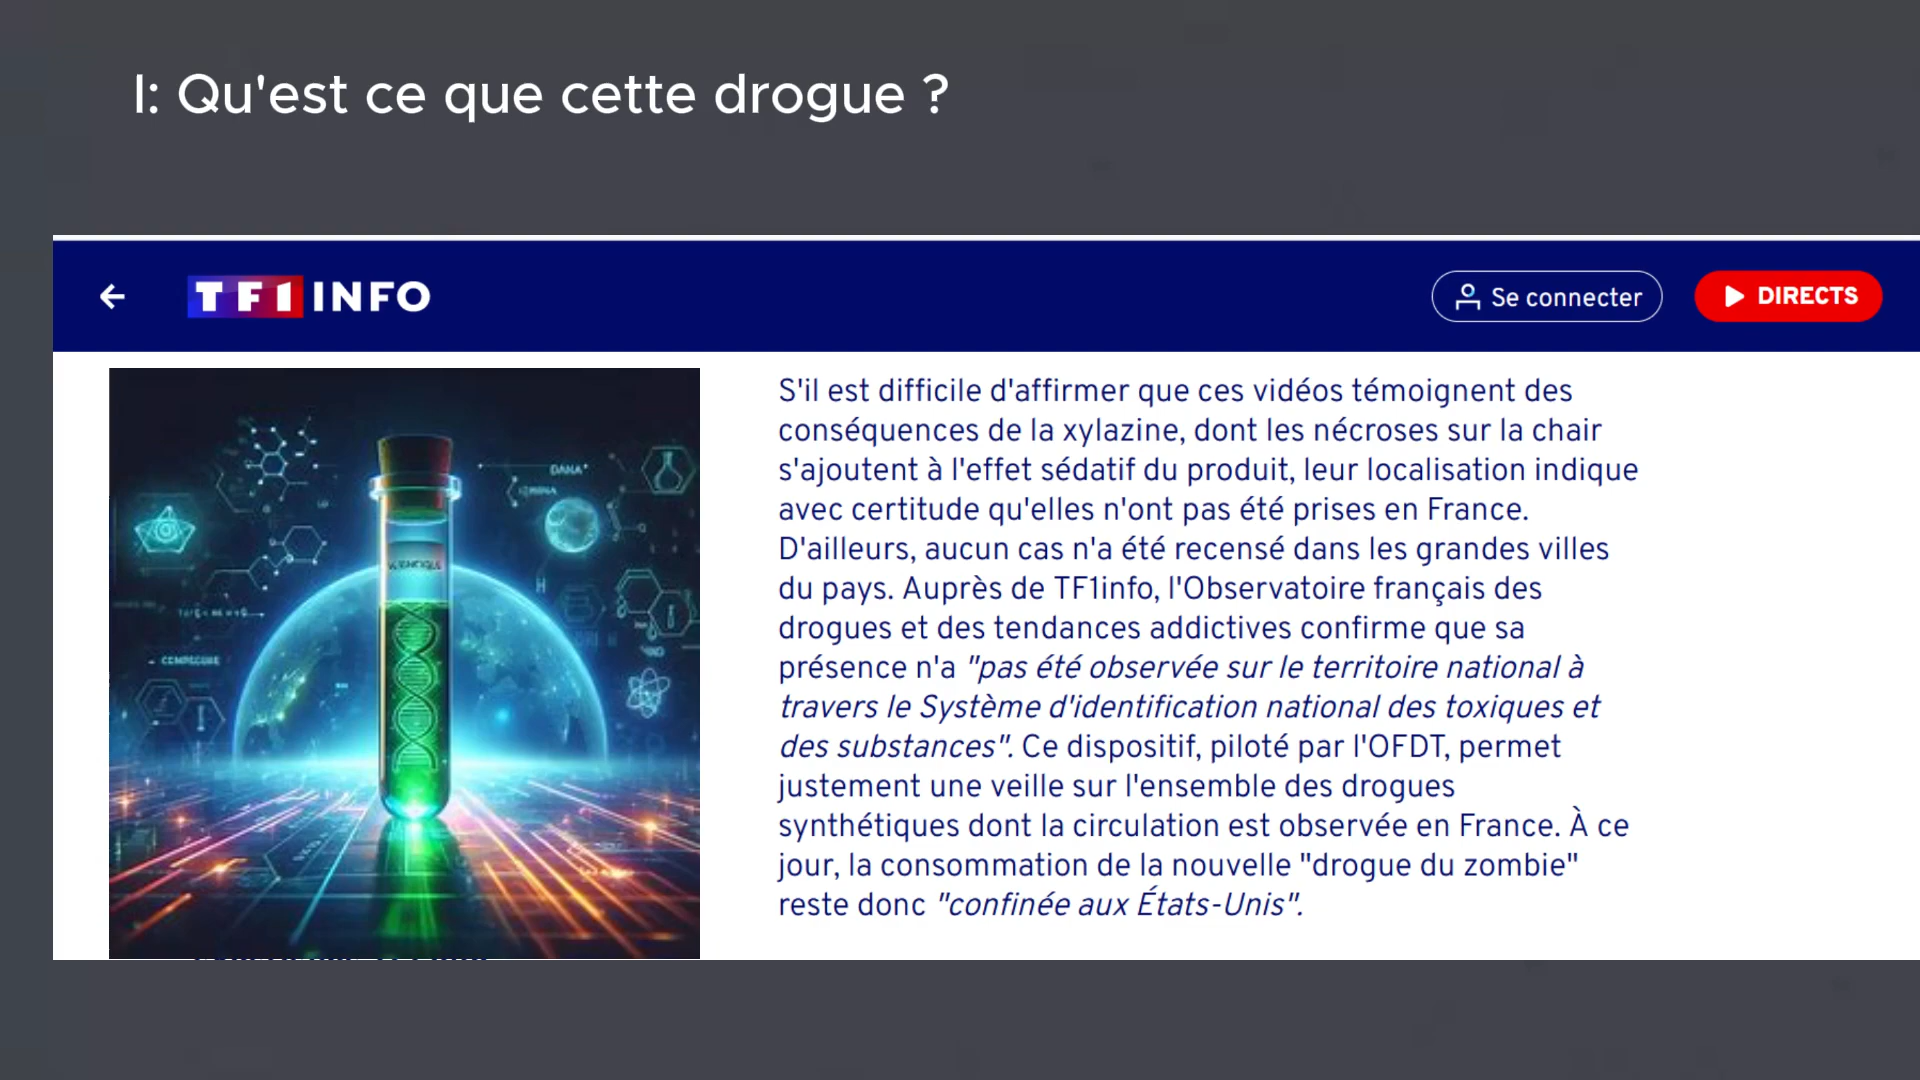 I: Qu'est ce que cette drogue ?
TF1 INFO
Se connecter
DIRECTS
S'il est difficile d'affirmer que ces vidéos témoignent des
conséquences de la xylazine, dont les nécroses sur la chair
s'ajoutent à l'effet sédatif du produit, leur localisation indique
avec certitude qu'elles n'ont pas été prises en France.
D'ailleurs, aucun cas n'a été recensé dans les grandes villes
du pays. Auprès de TF1info, l'Observatoire français des
drogues et des tendances addictives confirme que sa
présence n'a "pas été observée sur le territoire national à
travers le Système d'identification national des toxiques et
des substances". Ce dispositif, piloté par l'OFDT, permet
justement une veille sur l'ensemble des drogues
synthétiques dont la circulation est observée en France. À ce
jour, la consommation de la nouvelle "drogue du zombie"
reste donc "confinée aux États-Unis".